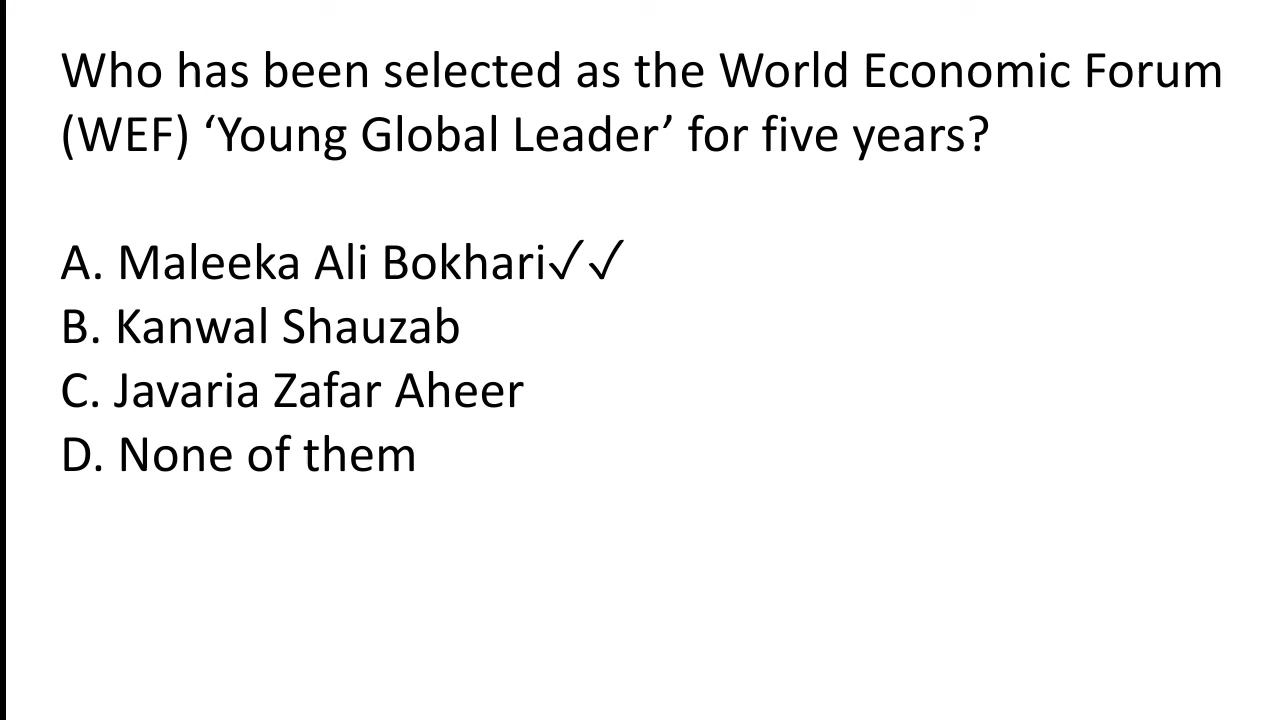 Who has been selected as the World Economic Forum
(WEF) ‘Young Global Leader’ for five years?
A. Maleeka Ali Bokhari✓✓
B. Kanwal Shauzab
C. Javaria Zafar Aheer
D. None of them